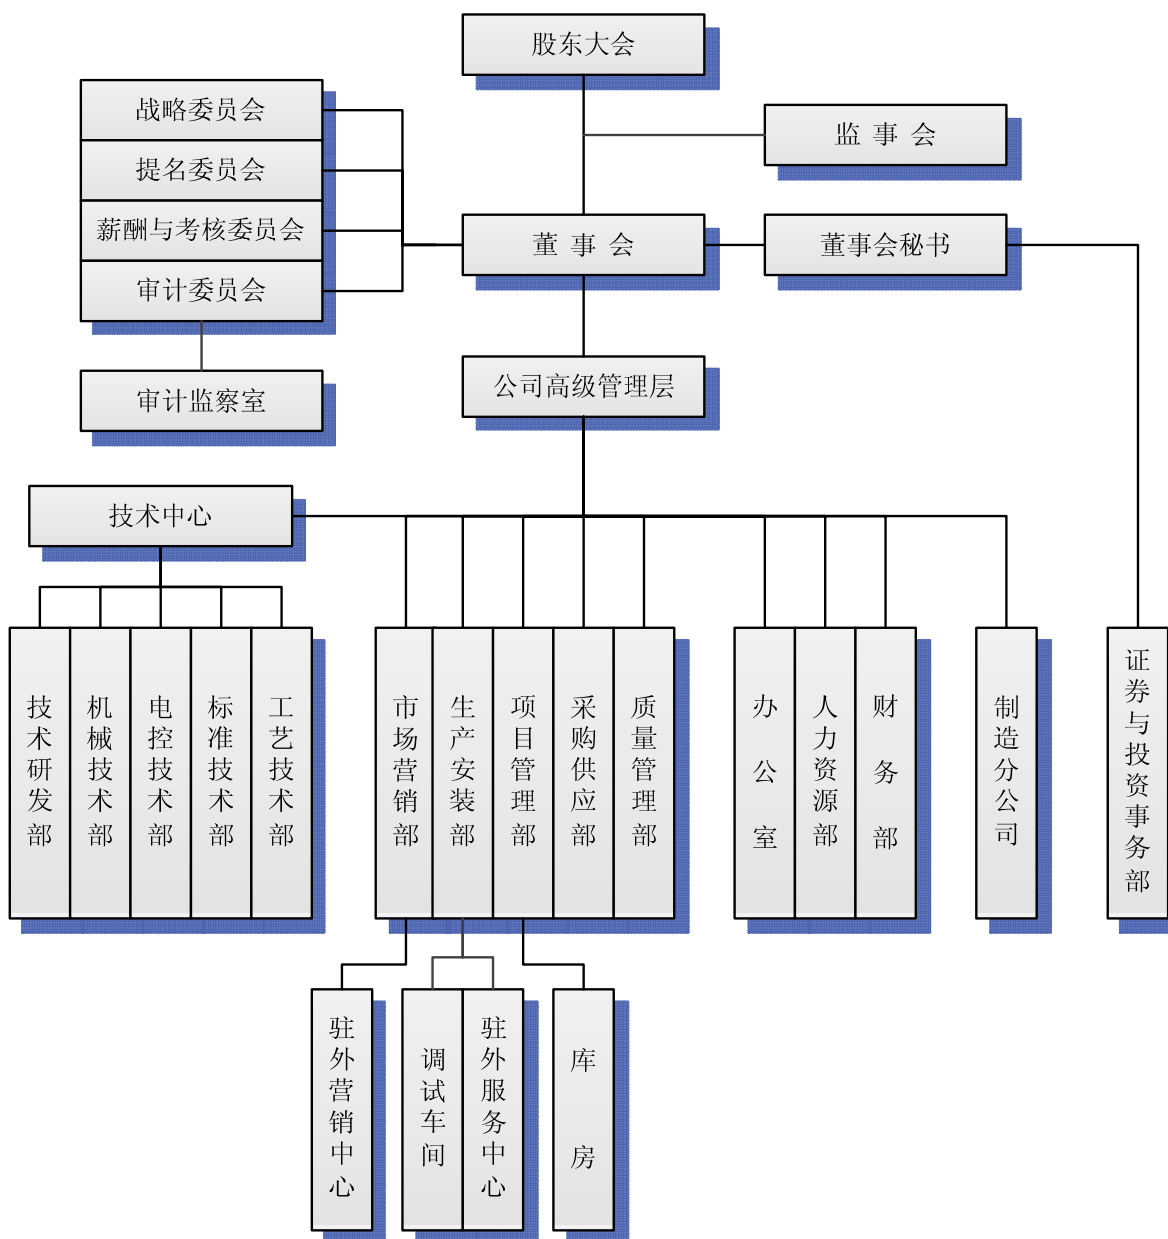 股东大会
战略委员会
监 事 会
提名委员会
薪酬与考核委员会
董 事 会
董事会秘书
审计委员会
公司高级管理层
审计监察室
技术中心
技术研发部
机械技术部
电控技术部
标准技术部
工艺技术部
市场营销部
生产安装部
项目管理部
采购供应部
质量管理部
办公室
人力资源部
财务部
制造分公司
证券与投资事务部
驻外营销中心
调试车间
驻外服务中心
库房